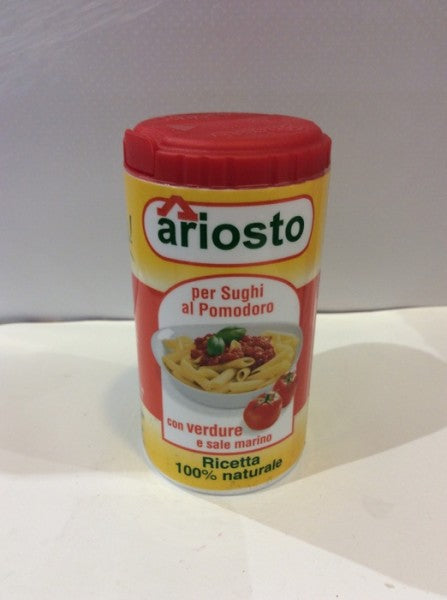 ariosto
per Sughi
al Pomodoro
con verdure
e sale marino
Ricetta
100% naturale